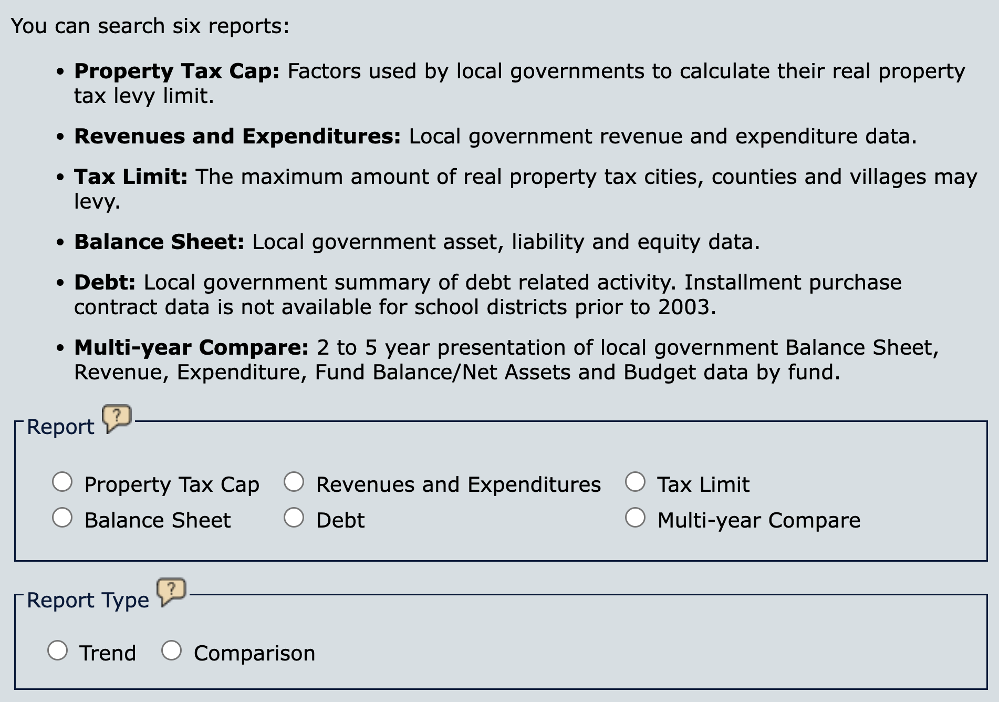 You can search six reports:
• Property Tax Cap: Factors used by local governments to calculate their real property
tax levy limit.
• Revenues and Expenditures: Local government revenue and expenditure data.
• Tax Limit: The maximum amount of real property tax cities, counties and villages may
levy.
• Balance Sheet: Local government asset, liability and equity data.
• Debt: Local government summary of debt related activity. Installment purchase
contract data is not available for school districts prior to 2003.
• Multi-year Compare: 2 to 5 year presentation of local government Balance Sheet,
Revenue, Expenditure, Fund Balance/Net Assets and Budget data by fund.
Report ?
Property Tax Cap Revenues and Expenditures Tax Limit
Balance Sheet Debt Multi-year Compare
Report Type ?
Trend Comparison